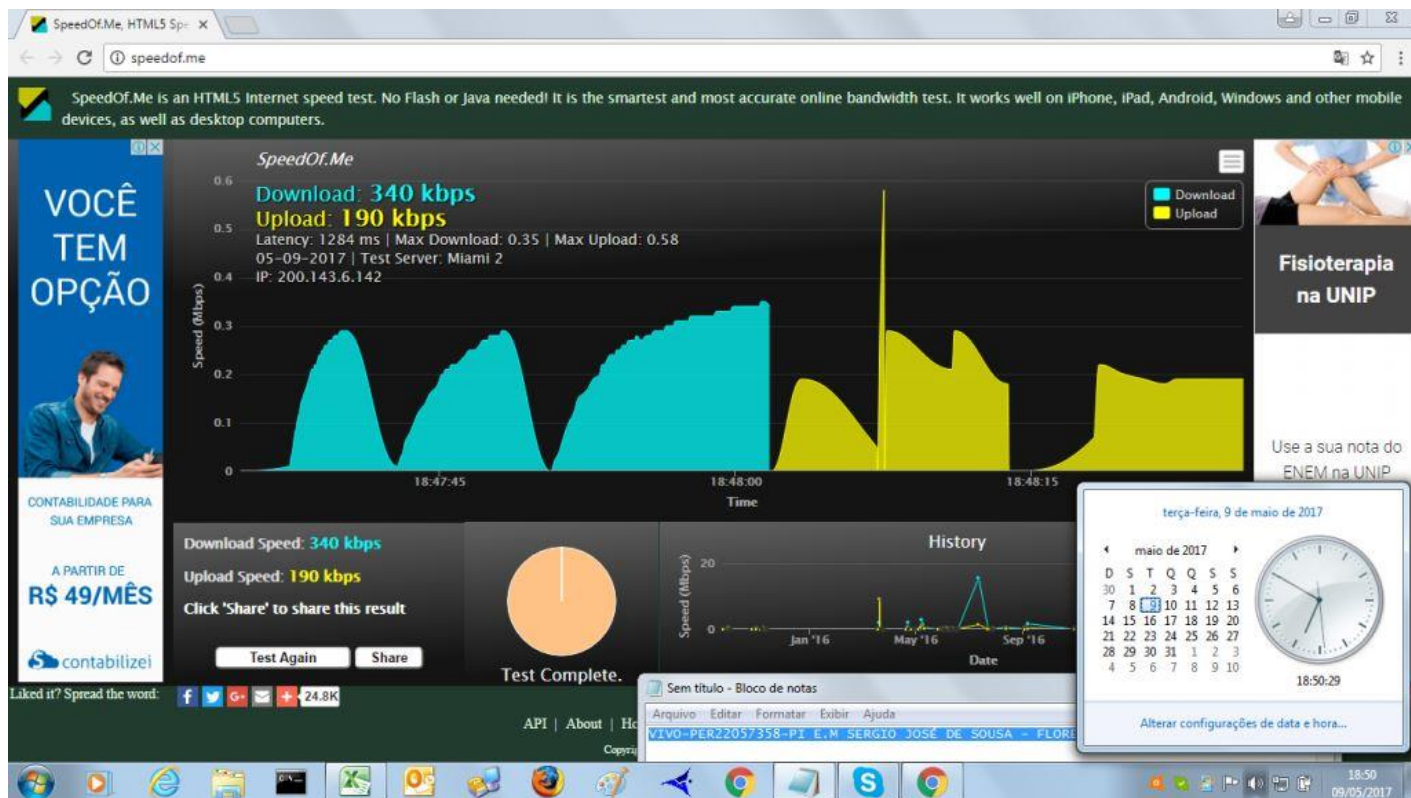 SpeedOf.Me, HTML5 Spe
speedof.me
SpeedOf.Me is an HTML5 Internet speed test. No Flash or Java needed! It is the smartest and most accurate online bandwidth test. It works well on iPhone, iPad, Android, Windows and other mobile
devices, as well as desktop computers.
VOCÊ
TEM
OPÇÃO
CONTABILIDADE PARA
SUA EMPRESA
A PARTIR DE
R$ 49/MÊS
contabilizei
SpeedOf.Me
Download: 340 kbps
Upload: 190 kbps
Latency: 1284 ms | Max Download: 0.35 | Max Upload: 0.58
05-09-2017 | Test Server: Miami 2
IP: 200.143.6.142
Download
Upload
Speed (Mbps)
0.6
0.5
0.4
0.3
0.2
0.1
0
18:47:45
18:48:00
18:48:15
Time
Fisioterapia
na UNIP
Use a sua nota do
ENEM na UNIP
Download Speed: 340 kbps
Upload Speed: 190 kbps
Click 'Share' to share this result
Test Again
Share
Test Complete.
History
Speed (Mbps)
20
0
Jan '16
May '16
Sep '16
Date
terça-feira, 9 de maio de 2017
maio de 2017
D S T Q Q S S
30 1 2 3 4 5 6
7 8 9 10 11 12 13
14 15 16 17 18 19 20
21 22 23 24 25 26 27
28 29 30 31 1 2 3
4 5 6 7 8 9 10
18:50:29
Alterar configurações de data e hora...
Liked it? Spread the word:
24.8K
API | About | Ho
Copyri
Sem título - Bloco de notas
Arquivo Editar Formatar Exibir Ajuda
VIVO-PER22057358-PI E.M SERGIO JOSÉ DE SOUSA - FLORE
18:50
09/05/2017